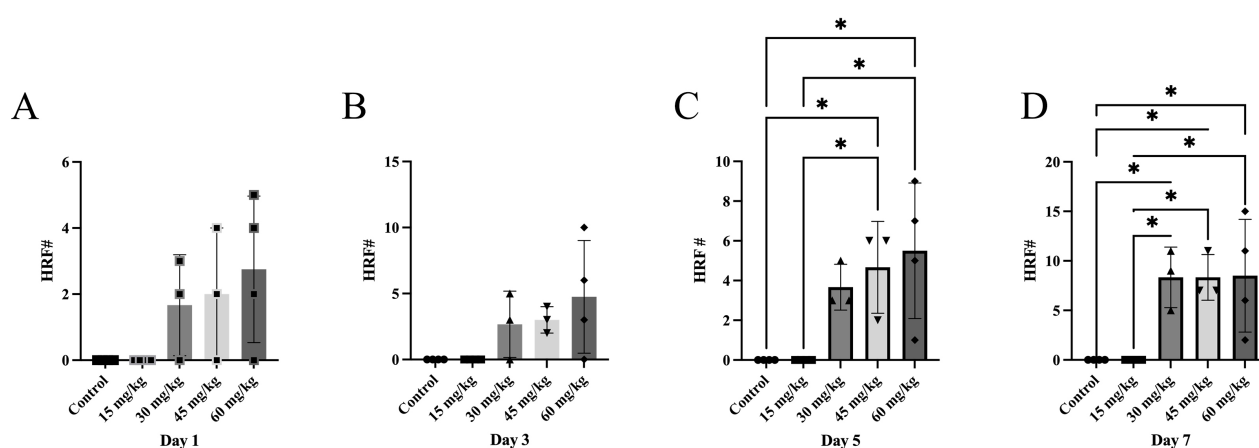 A
HRF#
6
4
2
0
Control
15 mg/kg
30 mg/kg
45 mg/kg
60 mg/kg
Day 1
B
HRF#
15
10
5
0
Control
15 mg/kg
30 mg/kg
45 mg/kg
60 mg/kg
Day 3
C
*
*
*
*
HRF #
10
8
6
4
2
0
Control
15 mg/kg
30 mg/kg
45 mg/kg
60 mg/kg
Day 5
D
*
*
*
*
*
*
HRF#
20
15
10
5
0
Control
15 mg/kg
30 mg/kg
45 mg/kg
60 mg/kg
Day 7